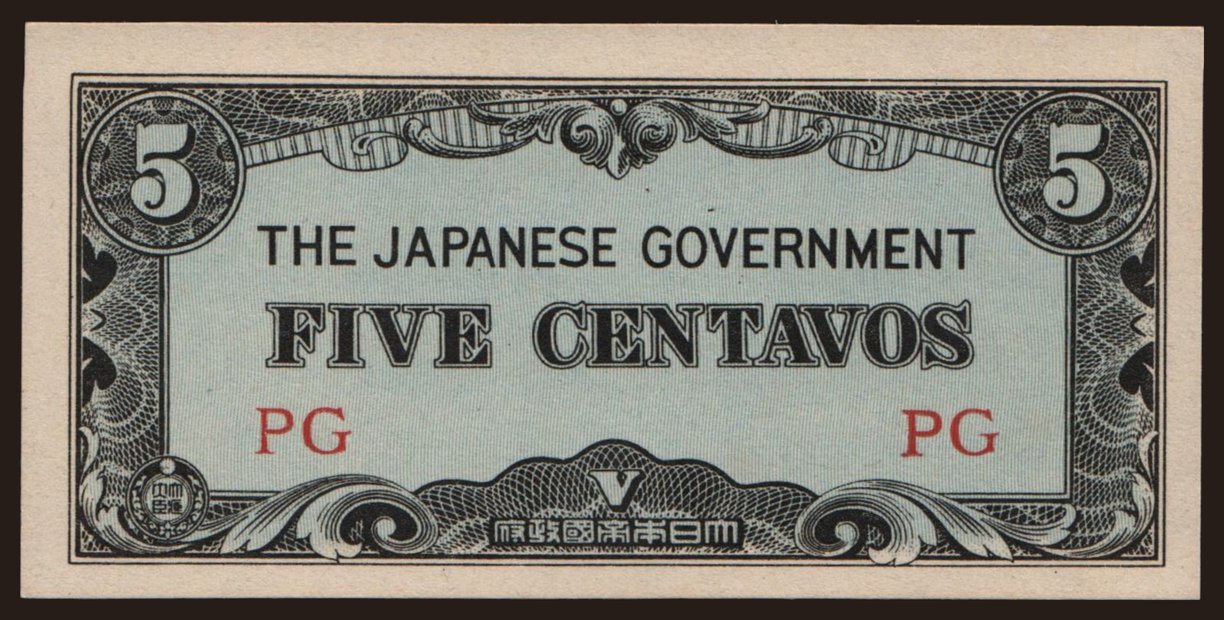 5 5
THE JAPANESE GOVERNMENT
FIVE CENTAVOS
PG PG
V
府政國帝本日大